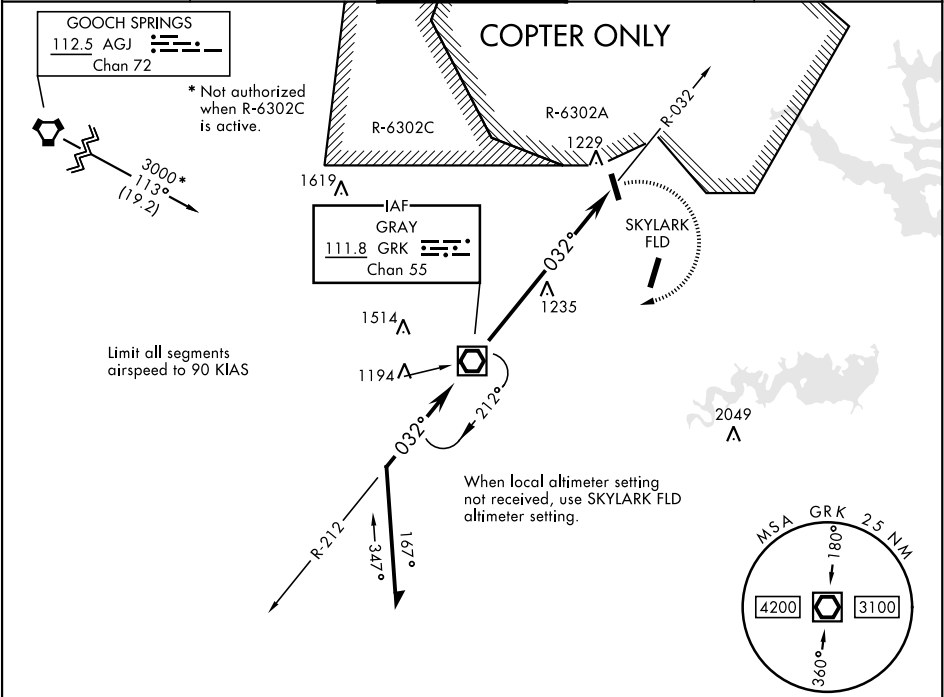 GOOCH SPRINGS
112.5 AGJ
Chan 72
* Not authorized
when R-6302C
is active.
COPTER ONLY
R-6302C
R-6302A
R-032
1229
3000 *
113°
(19.2)
1619
IAF
GRAY
111.8 GRK
Chan 55
032°
SKYLARK
FLD
1235
1514
Limit all segments
airspeed to 90 KIAS
1194
212°
032°
2049
When local altimeter setting
not received, use SKYLARK FLD
altimeter setting.
R-212
347°
167°
MSA GRK 25 NM
180°
4200
3100
360°